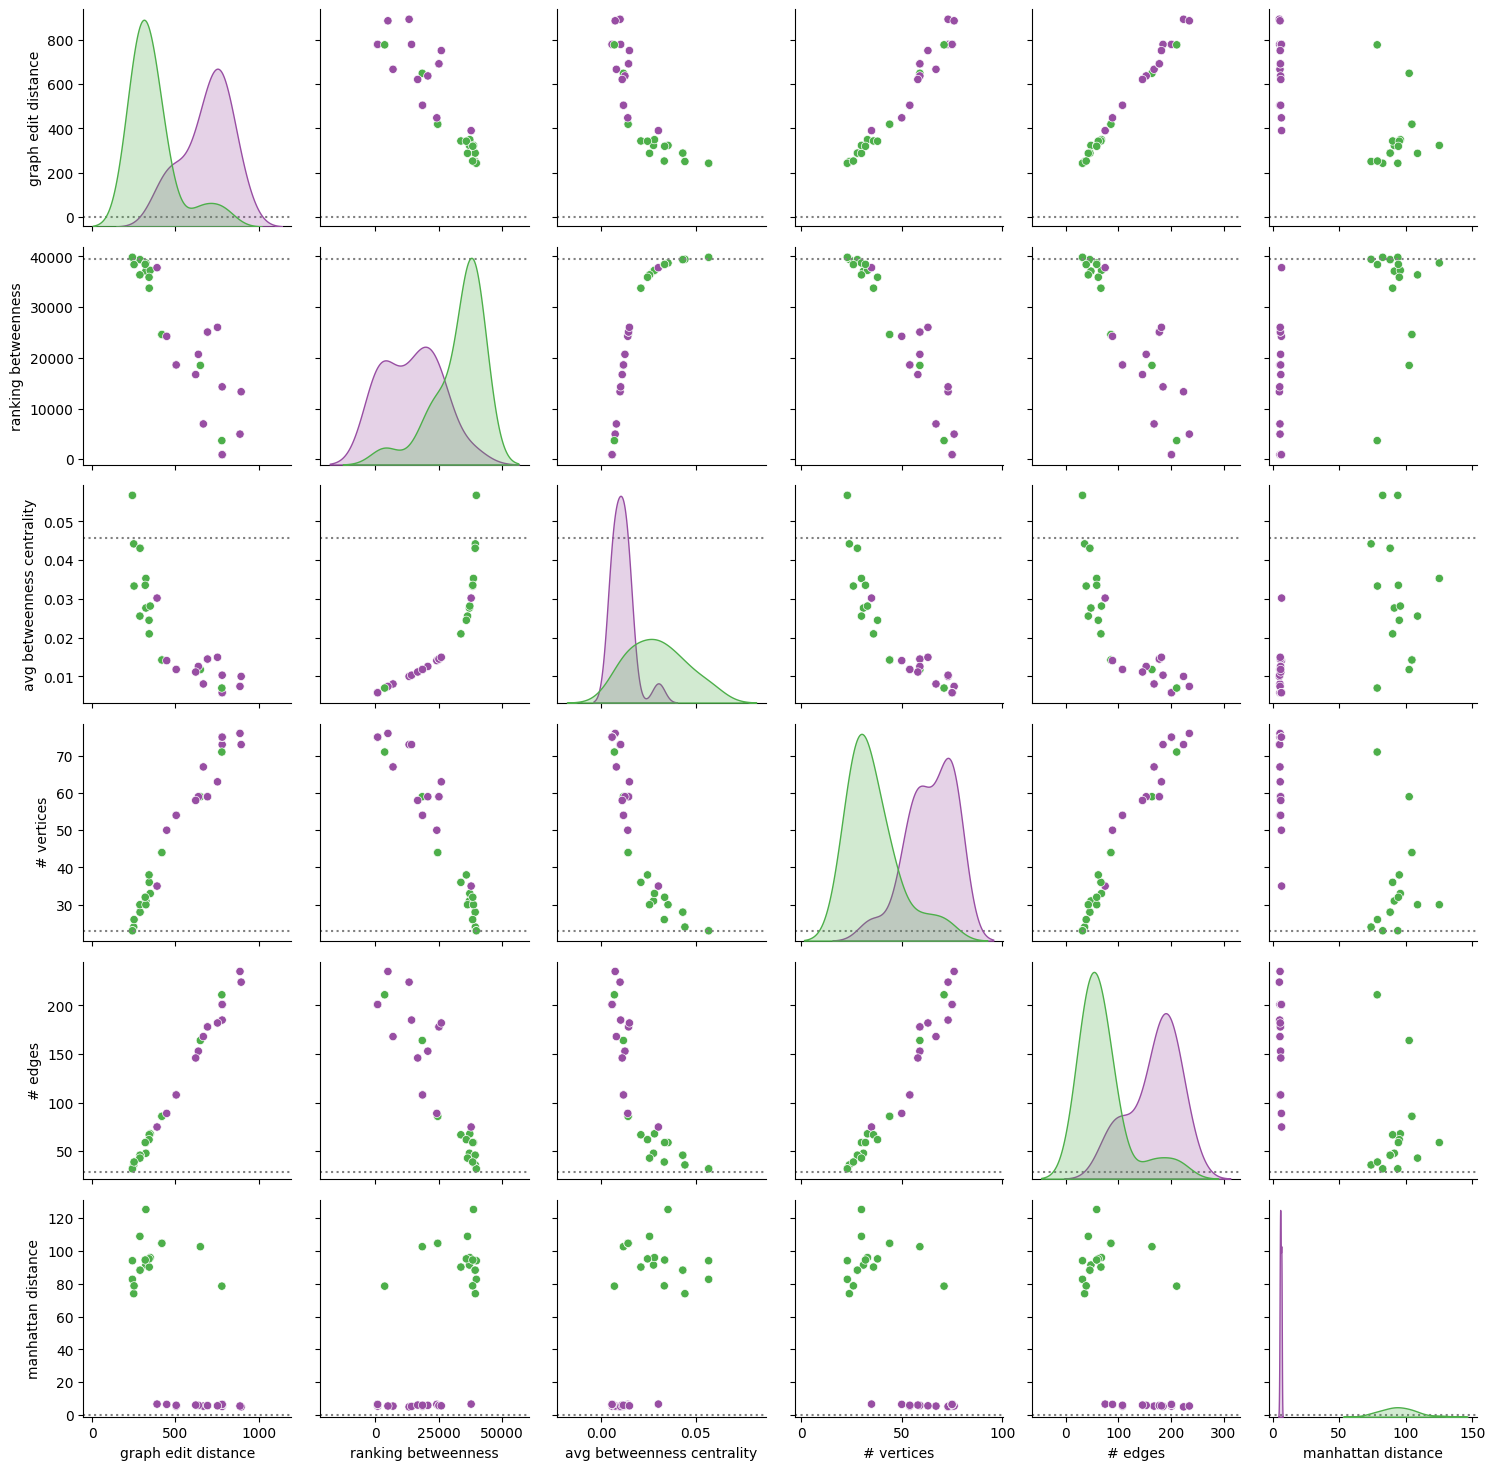 graph edit distance
800
600
400
200
0
ranking betweenness
40000
30000
20000
10000
0
avg betweenness centrality
0.05
0.04
0.03
0.02
0.01
# vertices
70
60
50
40
30
# edges
200
150
100
50
manhattan distance
120
100
80
60
40
20
0
0 500 1000
0 25000 50000
0.00 0.05
0 50 100
0 100 200 300
0 50 100 150
graph edit distance
ranking betweenness
avg betweenness centrality
# vertices
# edges
manhattan distance